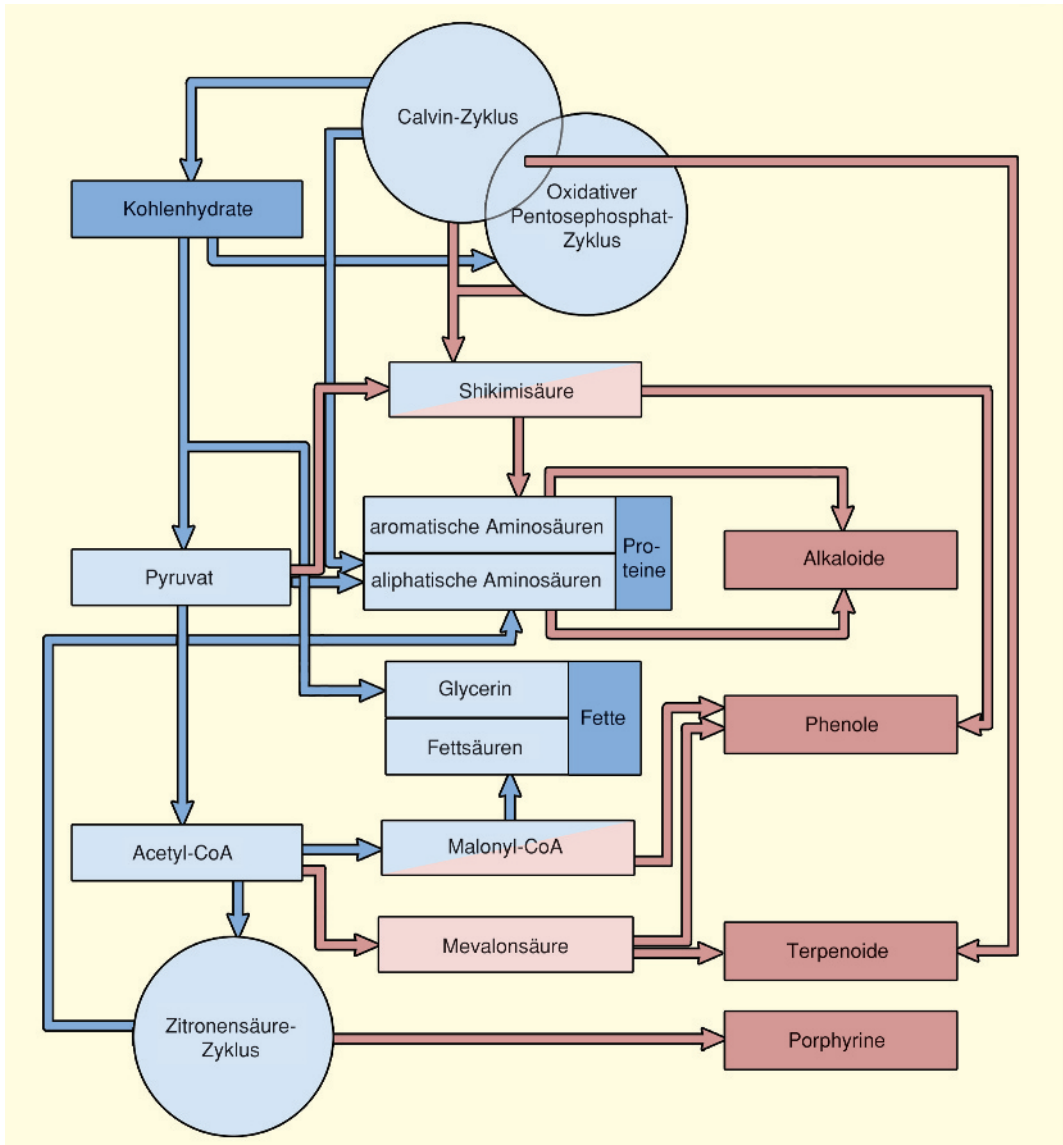 Calvin-Zyklus
Oxidativer
Pentosephosphat-
Zyklus
Kohlenhydrate
Shikimisäure
aromatische Aminosäuren
aliphatische Aminosäuren
Pro-
teine
Alkaloide
Pyruvat
Glycerin
Fettsäuren
Fette
Phenole
Acetyl-CoA
Malonyl-CoA
Mevalonsäure
Terpenoide
Zitronensäure-
Zyklus
Porphyrine